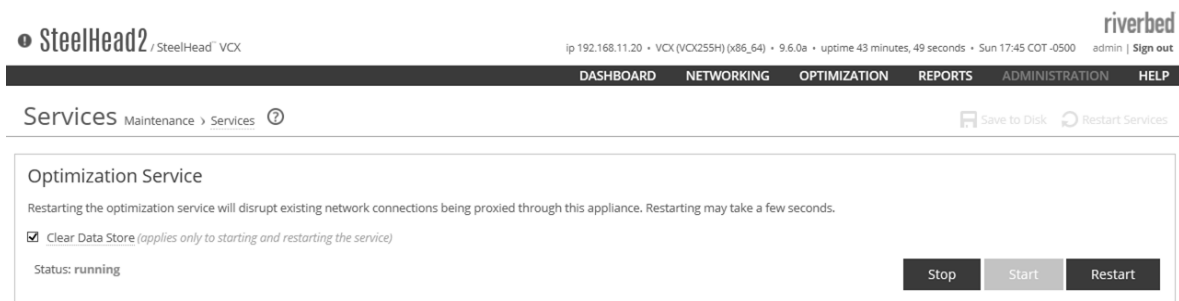 riverbed
SteelHead2 / SteelHead™ VCX
ip 192.168.11.20 • VCX (VCX255H) (x86_64) • 9.6.0a • uptime 43 minutes, 49 seconds • Sun 17:45 COT -0500 admin | Sign out
DASHBOARD NETWORKING OPTIMIZATION REPORTS ADMINISTRATION HELP
Services Maintenance › Services ?
Save to Disk Restart Services
Optimization Service
Restarting the optimization service will disrupt existing network connections being proxied through this appliance. Restarting may take a few seconds.
Clear Data Store (applies only to starting and restarting the service)
Status: running
Stop Start Restart